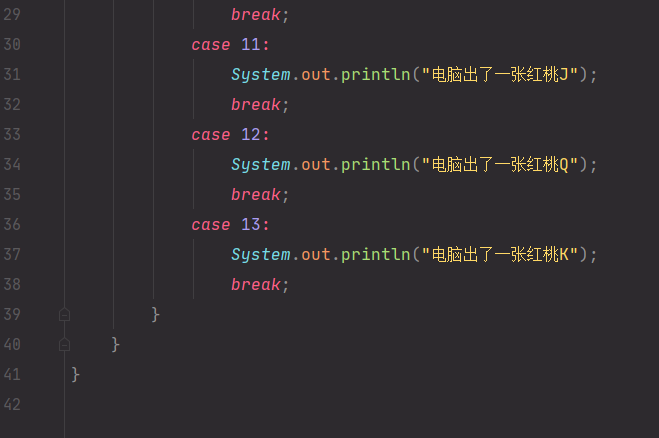 29 break;
30 case 11:
31 System.out.println("电脑出了一张红桃J");
32 break;
33 case 12:
34 System.out.println("电脑出了一张红桃Q");
35 break;
36 case 13:
37 System.out.println("电脑出了一张红桃K");
38 break;
39 }
40 }
41 }
42